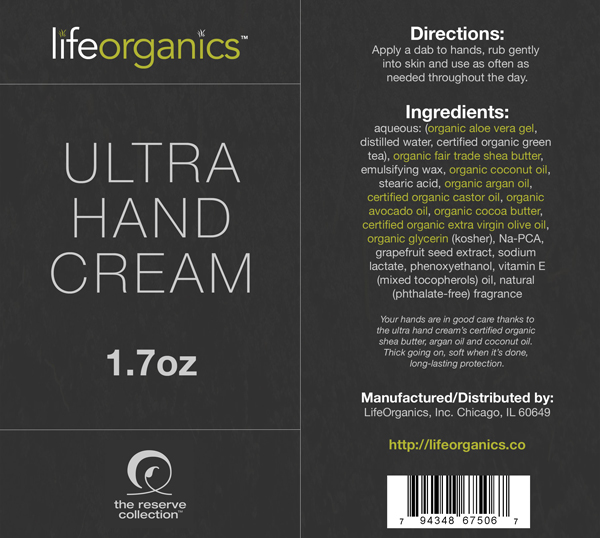 lifeorganics™
ULTRA
HAND
CREAM
1.7oz
the reserve
collection™
Directions:
Apply a dab to hands, rub gently
into skin and use as often as
needed throughout the day.
Ingredients:
aqueous: (organic aloe vera gel,
distilled water, certified organic green
tea), organic fair trade shea butter,
emulsifying wax, organic coconut oil,
stearic acid, organic argan oil,
certified organic castor oil, organic
avocado oil, organic cocoa butter,
certified organic extra virgin olive oil,
organic glycerin (kosher), Na-PCA,
grapefruit seed extract, sodium
lactate, phenoxyethanol, vitamin E
(mixed tocopherols) oil, natural
(phthalate-free) fragrance
Your hands are in good care thanks to
the ultra hand cream's certified organic
shea butter, argan oil and coconut oil.
Thick going on, soft when it's done,
long-lasting protection.
Manufactured/Distributed by:
LifeOrganics, Inc. Chicago, IL 60649
http://lifeorganics.co
7 94348 67506 7